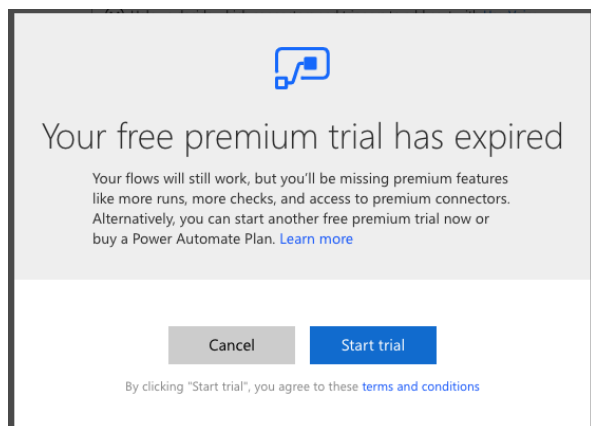 Your free premium trial has expired
Your flows will still work, but you'll be missing premium features
like more runs, more checks, and access to premium connectors.
Alternatively, you can start another free premium trial now or
buy a Power Automate Plan. Learn more
Cancel
Start trial
By clicking "Start trial", you agree to these terms and conditions